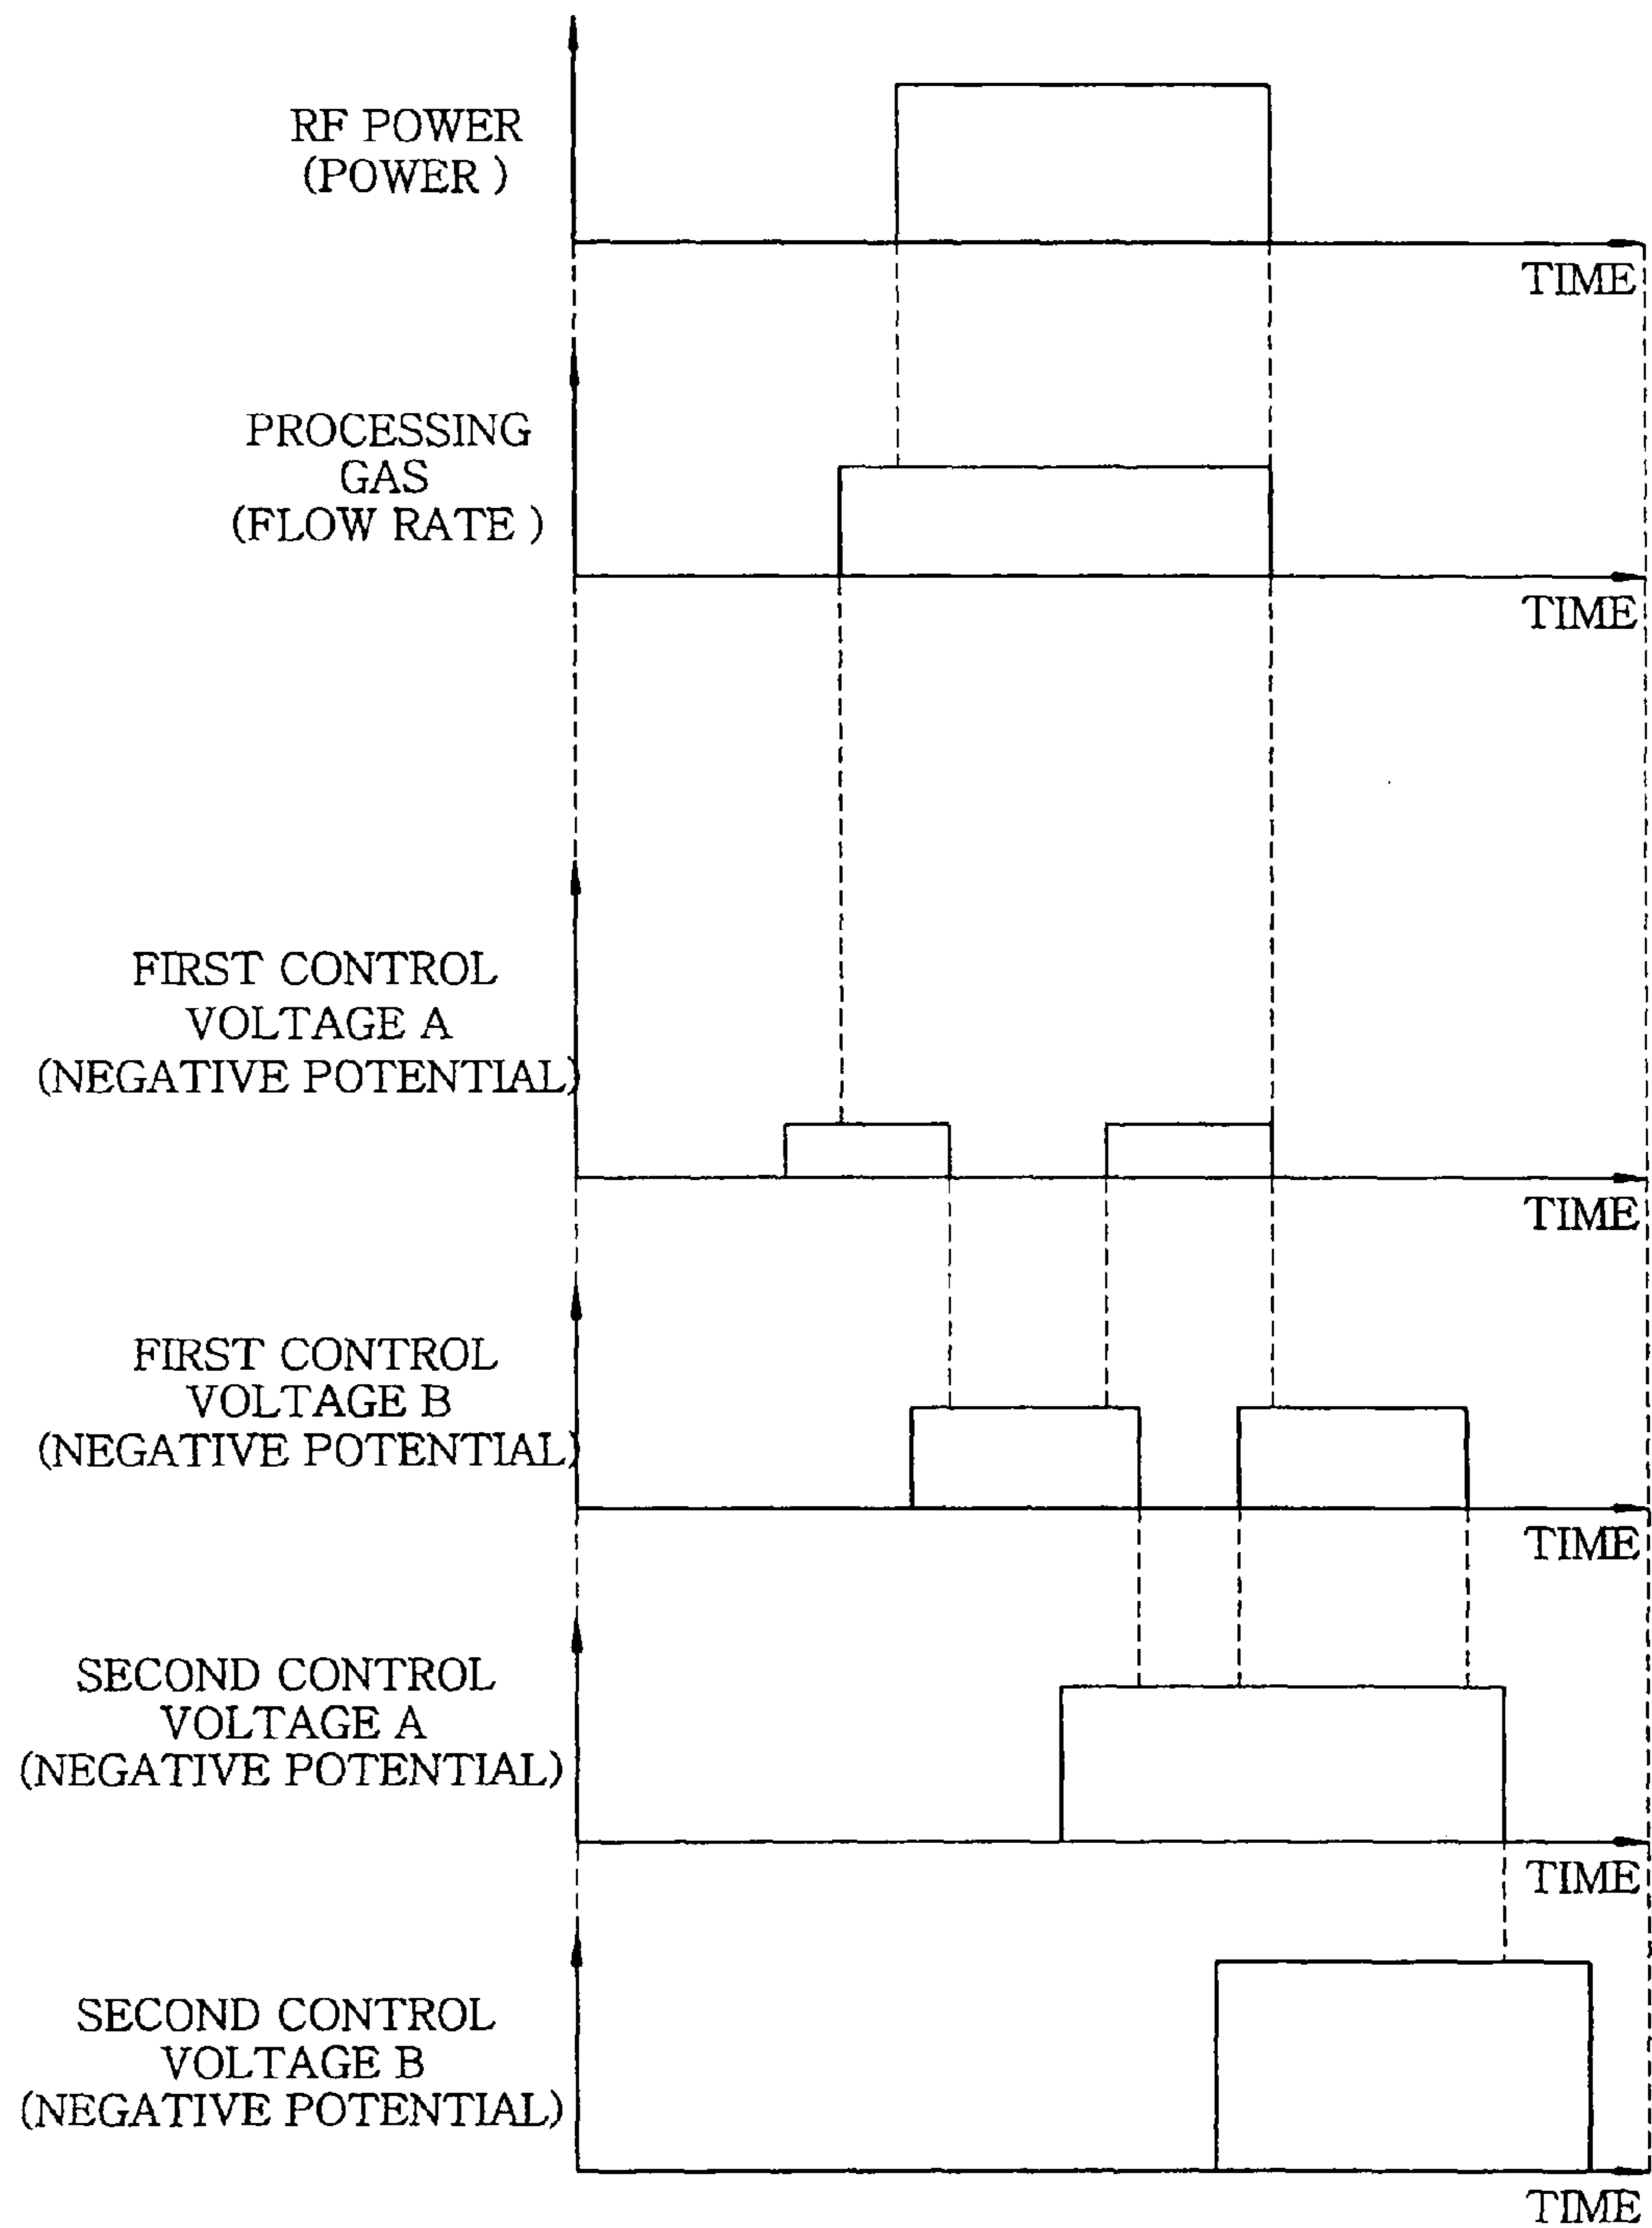 RF POWER
(POWER )
TIME
PROCESSING
GAS
(FLOW RATE )
TIME
FIRST CONTROL
VOLTAGE A
(NEGATIVE POTENTIAL)
TIME
FIRST CONTROL
VOLTAGE B
(NEGATIVE POTENTIAL)
TIME
SECOND CONTROL
VOLTAGE A
(NEGATIVE POTENTIAL)
TIME
SECOND CONTROL
VOLTAGE B
(NEGATIVE POTENTIAL)
TIME